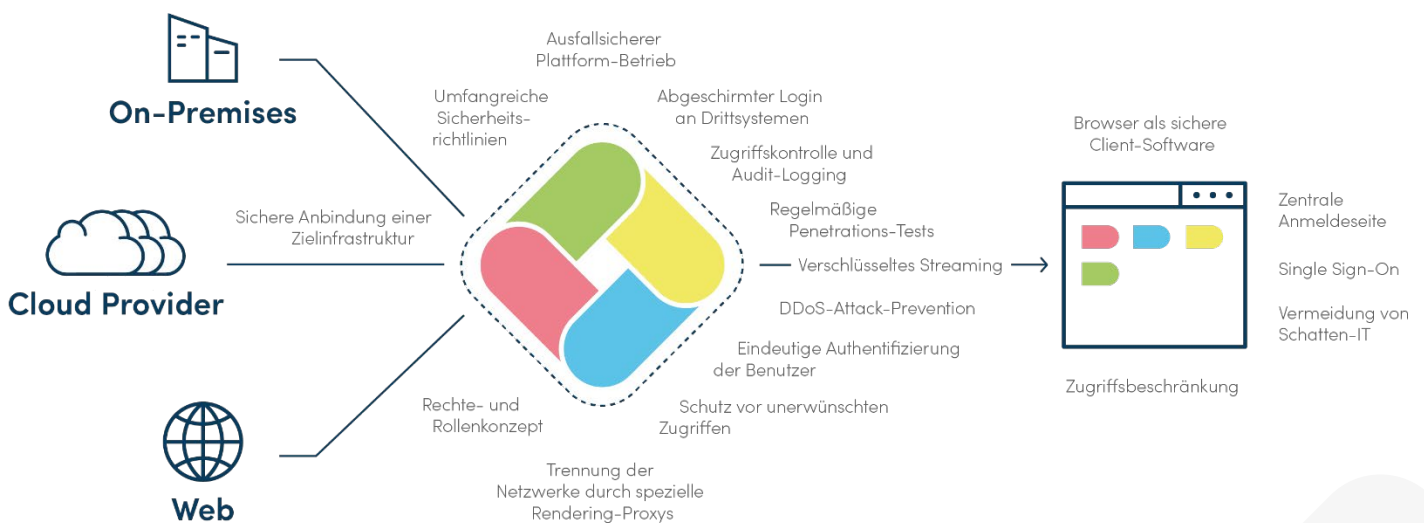 On-Premises
Cloud Provider
Web
Sichere Anbindung einer
Zielinfrastruktur
Ausfallsicherer
Plattform-Betrieb
Umfangreiche
Sicherheits-
richtlinien
Abgeschirmter Login
an Drittsystemen
Zugriffskontrolle und
Audit-Logging
Regelmäßige
Penetrations-Tests
Verschlüsseltes Streaming
DDoS-Attack-Prevention
Eindeutige Authentifizierung
der Benutzer
Schutz vor unerwünschten
Zugriffen
Rechte- und
Rollenkonzept
Trennung der
Netzwerke durch spezielle
Rendering-Proxys
Browser als sichere
Client-Software
Zentrale
Anmeldeseite
Single Sign-On
Vermeidung von
Schatten-IT
Zugriffsbeschränkung